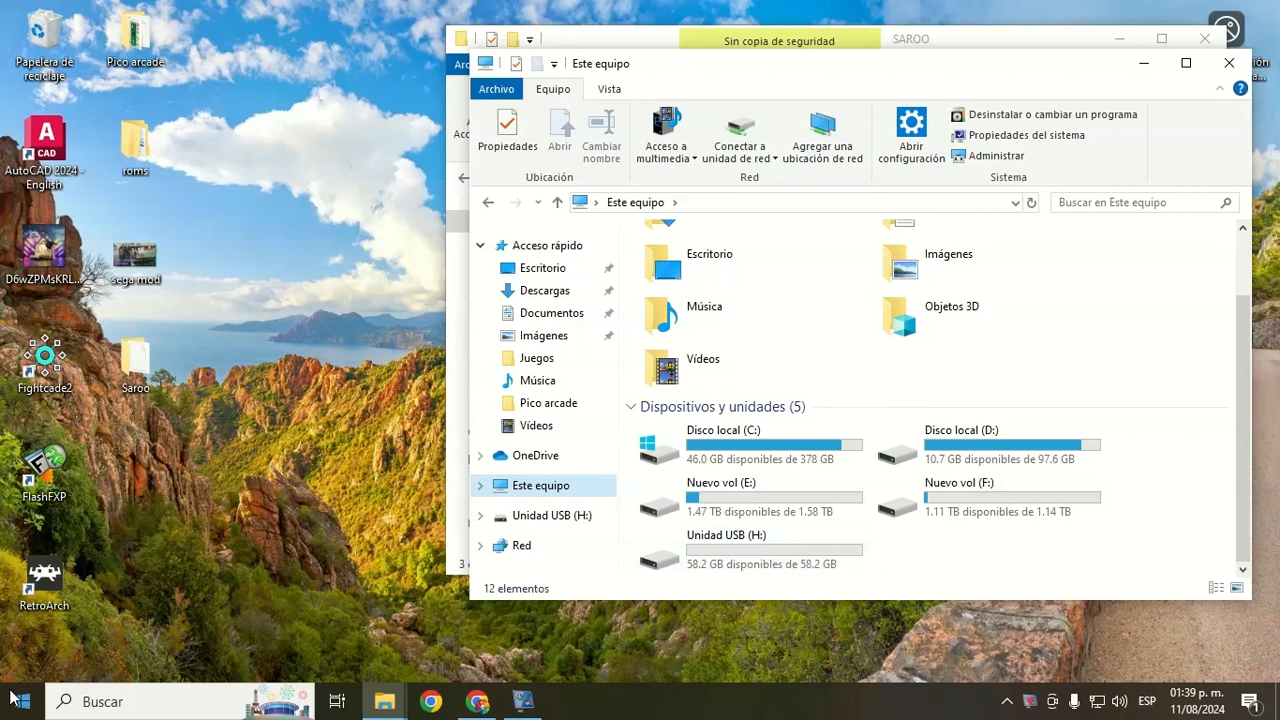 Papelera de
reciclaje
Pico arcade
AutoCAD 2024 -
English
roms
D6wZPMsKRL...
sega mod
Fightcade2
Saroo
FlashFXP
RetroArch
Sin copia de seguridad
SAROO
Este equipo
Archivo
Equipo
Vista
Propiedades
Abrir
Cambiar
nombre
Ubicación
Acceso a
multimedia
Conectar a
unidad de red
Agregar una
ubicación de red
Red
Abrir
configuración
Desinstalar o cambiar un programa
Propiedades del sistema
Administrar
Sistema
Este equipo
Buscar en Este equipo
Acceso rápido
Escritorio
Descargas
Documentos
Imágenes
Juegos
Música
Pico arcade
Vídeos
OneDrive
Este equipo
Unidad USB (H:)
Red
Escritorio
Imágenes
Música
Objetos 3D
Vídeos
Dispositivos y unidades (5)
Disco local (C:)
46.0 GB disponibles de 378 GB
Disco local (D:)
10.7 GB disponibles de 97.6 GB
Nuevo vol (E:)
1.47 TB disponibles de 1.58 TB
Nuevo vol (F:)
1.11 TB disponibles de 1.14 TB
Unidad USB (H:)
58.2 GB disponibles de 58.2 GB
12 elementos
Buscar
ESP
01:39 p. m.
11/08/2024